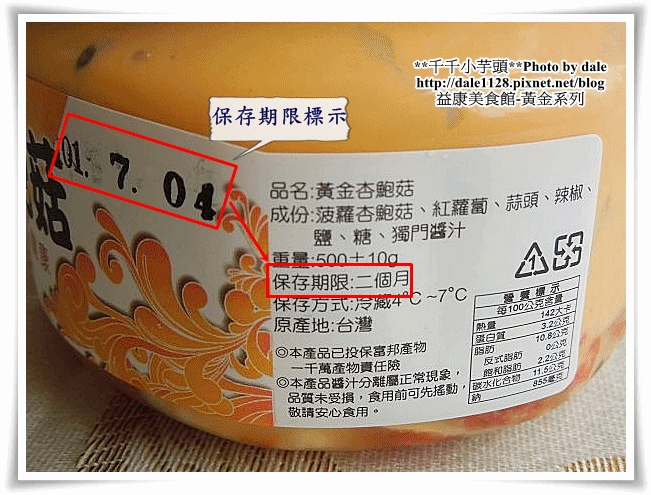 **千千小芋頭**Photo by dale
http://dale1128.pixnet.net/blog
益康美食館-黃金系列
保存期限標示
01. 7. 04
菇
品名:黃金杏鮑菇
成份:菠蘿杏鮑菇、紅蘿蔔、蒜頭、辣椒、
鹽、糖、獨門醬汁
重量:500±10g
保存期限:二個月
保存方式:冷藏4°C ~7°C
原產地:台灣
◎本產品已投保富邦產物
一千萬產物責任險
◎本產品醬汁分離屬正常現象,
品質未受損,食用前可先搖動,
敬請安心食用。
1
營養標示
每100公克含量
熱量 142大卡
蛋白質 3.2公克
脂肪 10.8公克
反式脂肪 0公克
飽和脂肪 2.2公克
碳水化合物 11.5公克
鈉 855毫克